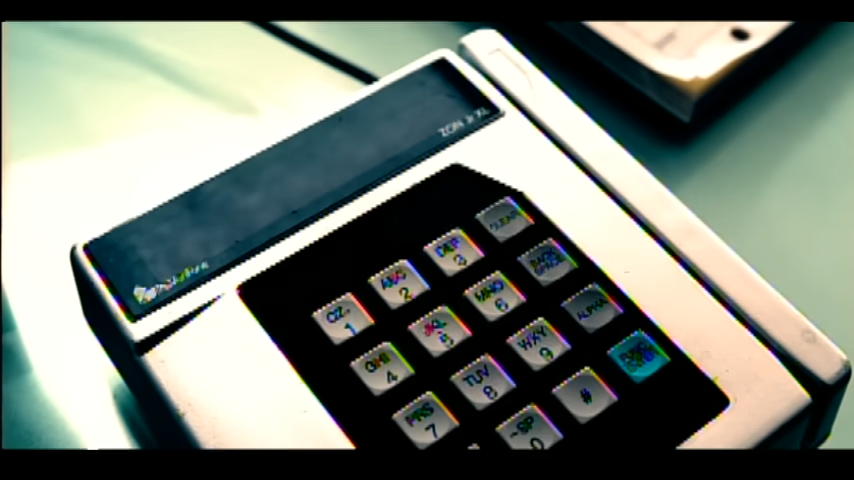 ZON Jr XL
QZ. ABC DEF CLEAR
1 2 3
GHI JKL MNO BACK SPACE
4 5 6
PRS TUV WXY ALPHA
7 8 9
-SP #
0